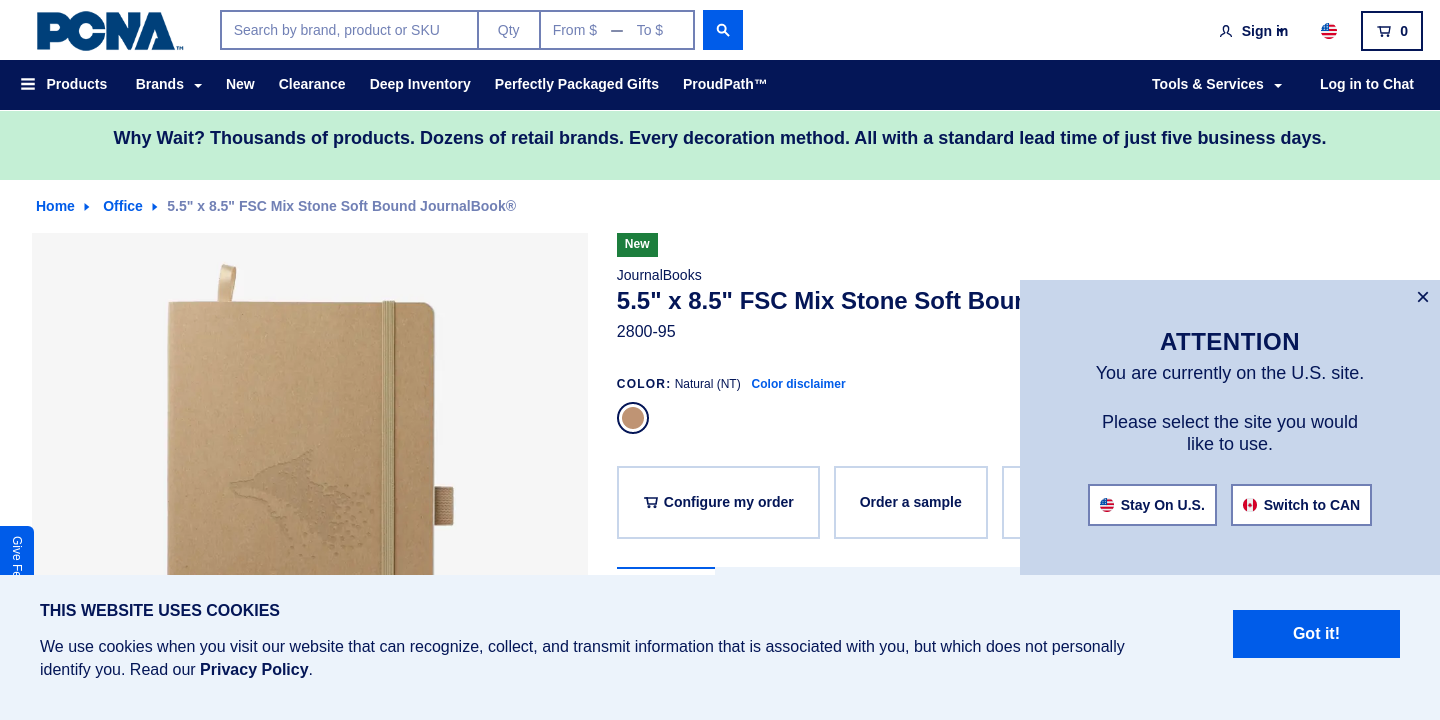 PCNA™
Search by brand, product or SKU
Qty
From $ — To $
Sign in
0
Products
Brands
New
Clearance
Deep Inventory
Perfectly Packaged Gifts
ProudPath™
Tools & Services
Log in to Chat
Why Wait? Thousands of products. Dozens of retail brands. Every decoration method. All with a standard lead time of just five business days.
Home
Office
5.5" x 8.5" FSC Mix Stone Soft Bound JournalBook®
New
JournalBooks
5.5" x 8.5" FSC Mix Stone Soft Bour
2800-95
COLOR: Natural (NT) Color disclaimer
Configure my order
Order a sample
×
ATTENTION
You are currently on the U.S. site.
Please select the site you would
like to use.
Stay On U.S.
Switch to CAN
Give Fe
THIS WEBSITE USES COOKIES
We use cookies when you visit our website that can recognize, collect, and transmit information that is associated with you, but which does not personally
identify you. Read our Privacy Policy.
Got it!